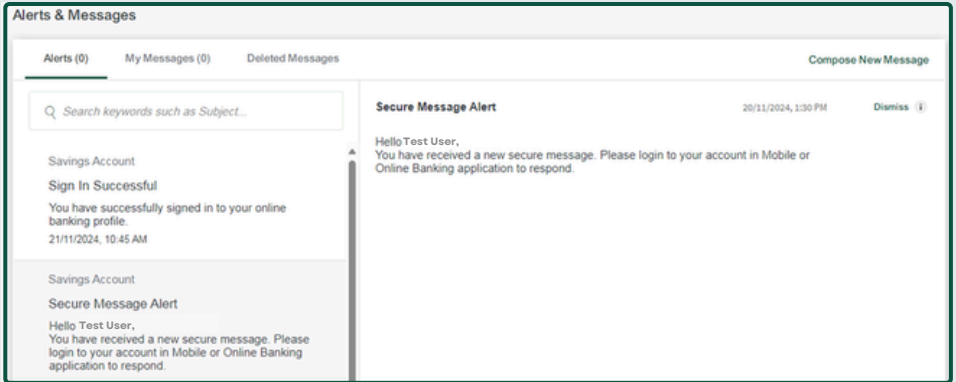 Alerts & Messages
Alerts (0) My Messages (0) Deleted Messages Compose New Message
Search keywords such as Subject...
Savings Account
Sign In Successful
You have successfully signed in to your online
banking profile.
21/11/2024, 10:45 AM
Savings Account
Secure Message Alert
Hello Test User,
You have received a new secure message. Please
login to your account in Mobile or Online Banking
application to respond.
Secure Message Alert 20/11/2024, 1:30 PM Dismiss i
Hello Test User,
You have received a new secure message. Please login to your account in Mobile or
Online Banking application to respond.